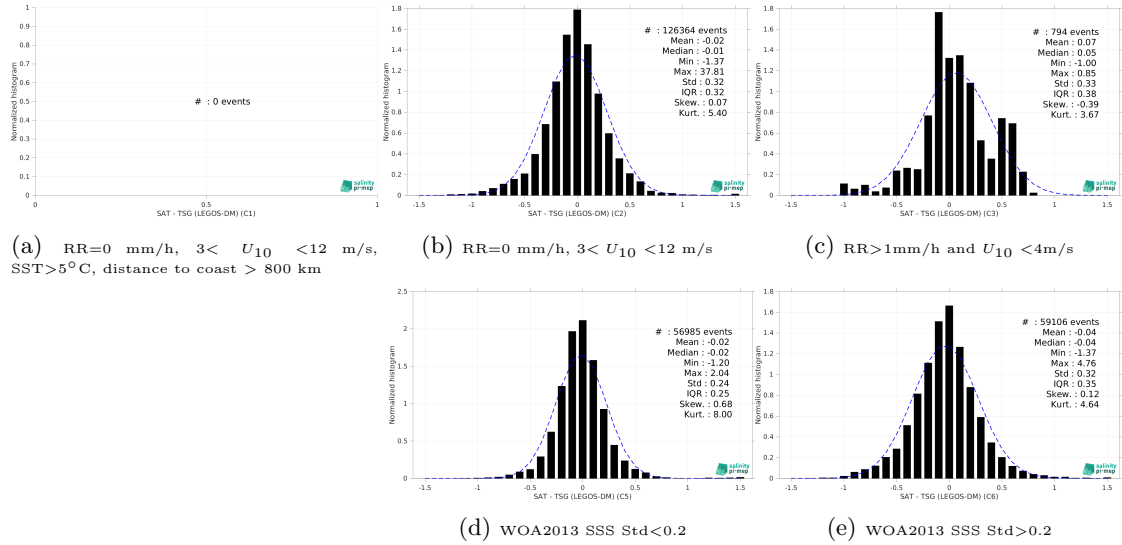 1
0.9
0.8
0.7
0.6
0.5
0.4
0.3
0.2
0.1
0
Normalized histogram
# : 0 events
salinity
pi-mep
0 0.5 1
SAT - TSG (LEGOS-DM) (C1)
(a) RR=0 mm/h, 3< U10 <12 m/s,
SST>5°C, distance to coast > 800 km
1.8
1.6
1.4
1.2
1
0.8
0.6
0.4
0.2
0
Normalized histogram
# : 126364 events
Mean : -0.02
Median : -0.01
Min : -1.37
Max : 37.81
Std : 0.32
IQR : 0.32
Skew. : 0.07
Kurt. : 5.40
salinity
pi-mep
-1.5 -1 -0.5 0 0.5 1 1.5
SAT - TSG (LEGOS-DM) (C2)
(b) RR=0 mm/h, 3< U10 <12 m/s
1.8
1.6
1.4
1.2
1
0.8
0.6
0.4
0.2
0
Normalized histogram
# : 794 events
Mean : 0.07
Median : 0.05
Min : -1.00
Max : 0.85
Std : 0.33
IQR : 0.38
Skew. : -0.39
Kurt. : 3.67
salinity
pi-mep
-1.5 -1 -0.5 0 0.5 1 1.5
SAT - TSG (LEGOS-DM) (C3)
(c) RR>1mm/h and U10 <4m/s
2.5
2
1.5
1
0.5
0
Normalized histogram
# : 56985 events
Mean : -0.02
Median : -0.02
Min : -1.20
Max : 2.04
Std : 0.24
IQR : 0.25
Skew. : 0.68
Kurt. : 8.00
salinity
pi-mep
-1.5 -1 -0.5 0 0.5 1 1.5
SAT - TSG (LEGOS-DM) (C5)
(d) WOA2013 SSS Std<0.2
1.8
1.6
1.4
1.2
1
0.8
0.6
0.4
0.2
0
Normalized histogram
# : 59106 events
Mean : -0.04
Median : -0.04
Min : -1.37
Max : 4.76
Std : 0.32
IQR : 0.35
Skew. : 0.12
Kurt. : 4.64
salinity
pi-mep
-1.5 -1 -0.5 0 0.5 1 1.5
SAT - TSG (LEGOS-DM) (C6)
(e) WOA2013 SSS Std>0.2